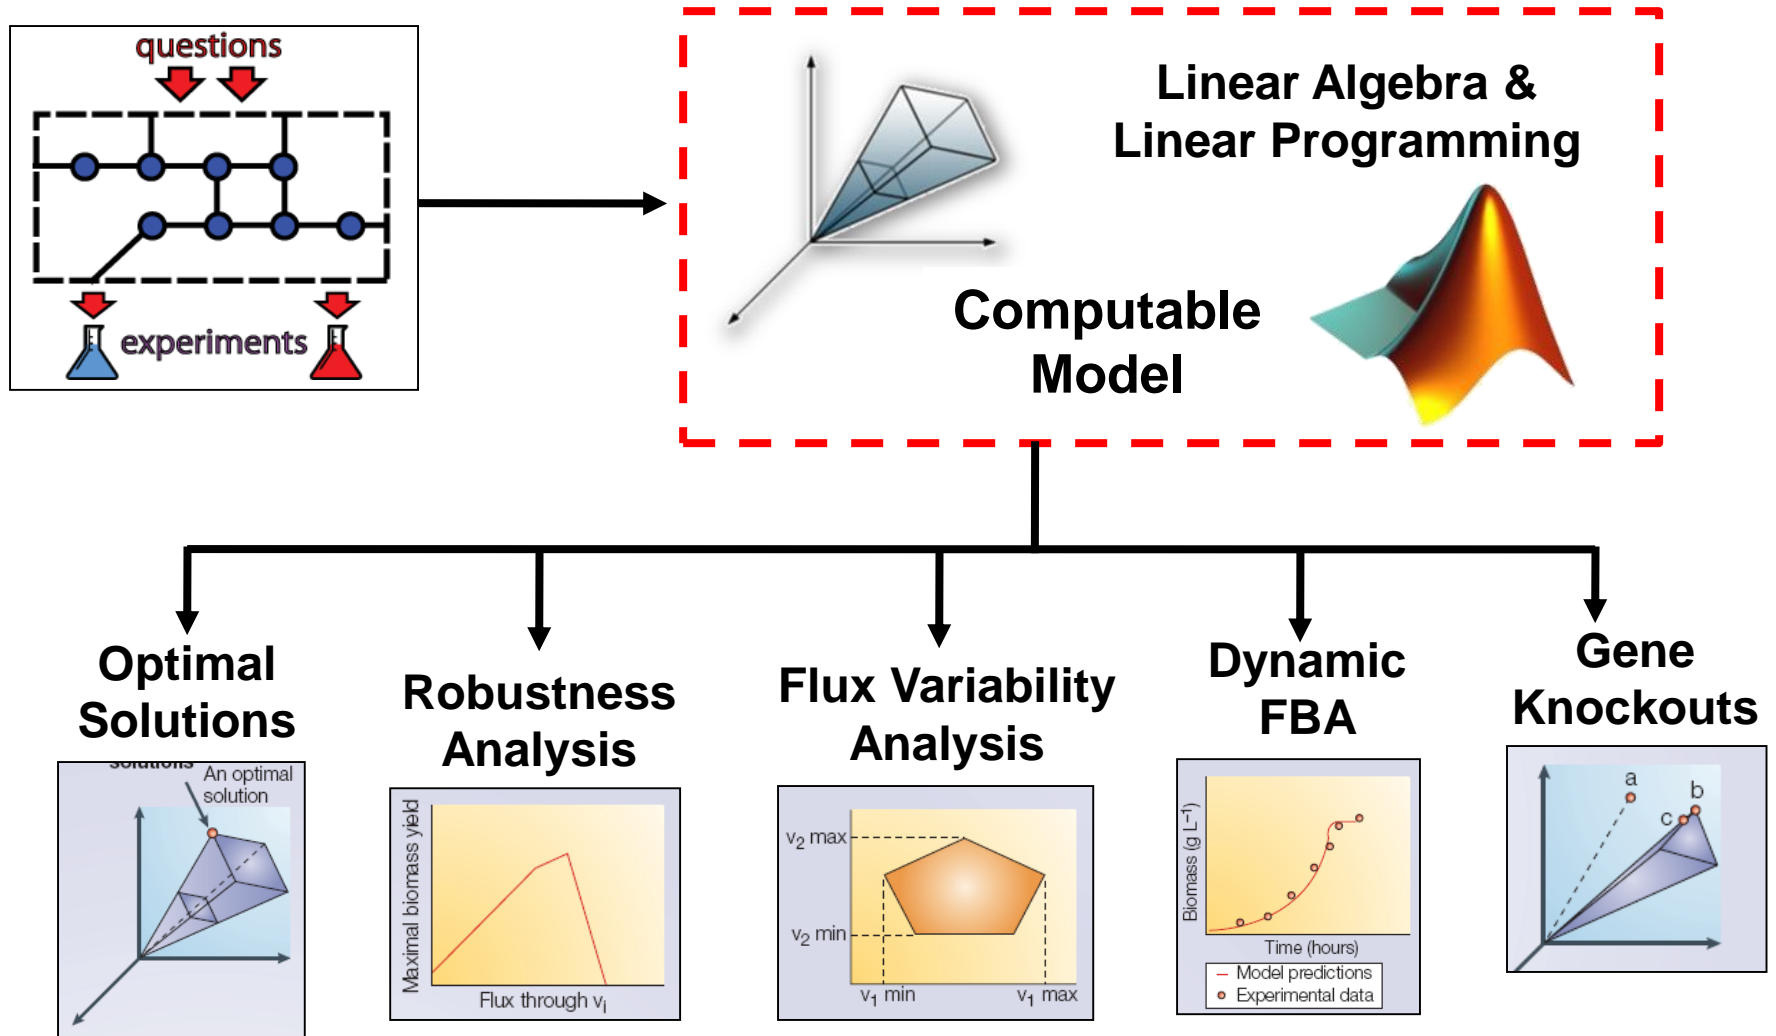 questions
experiments
Linear Algebra &
Linear Programming
Computable
Model
Optimal
Solutions
Robustness
Analysis
Flux Variability
Analysis
Dynamic
FBA
Gene
Knockouts
solutions
An optimal
solution
Maximal biomass yield
Flux through vᵢ
v₂ max
v₂ min
v₁ min
v₁ max
Biomass (g L⁻¹)
Time (hours)
Model predictions
Experimental data
a
b
c